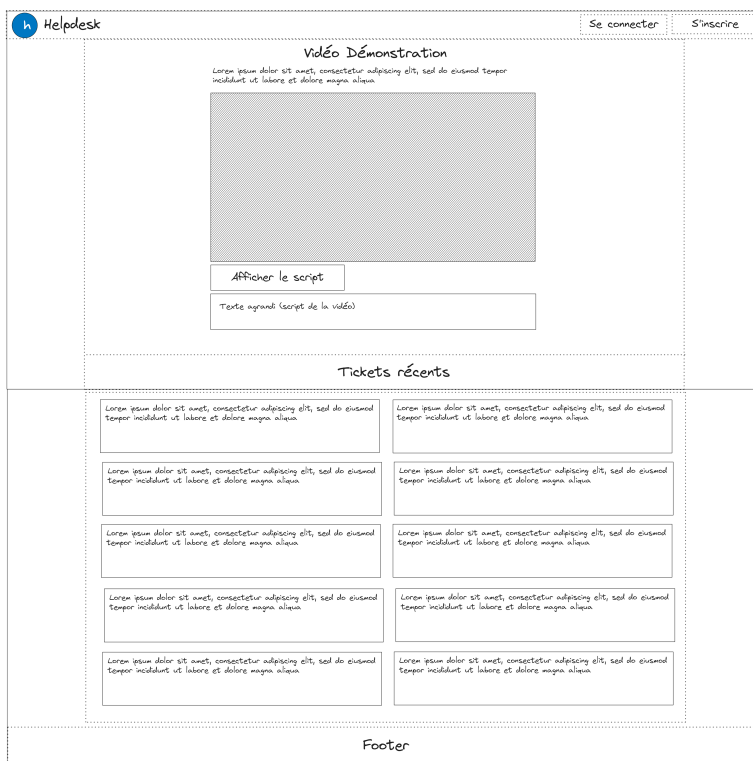 h Helpdesk
Se connecter
S'inscrire
Vidéo Démonstration
Lorem ipsum dolor sit amet, consectetur adipiscing elit, sed do eiusmod tempor
incididunt ut labore et dolore magna aliqua
Afficher le script
Texte agrandi (script de la vidéo)
Tickets récents
Lorem ipsum dolor sit amet, consectetur adipiscing elit, sed do eiusmod
tempor incididunt ut labore et dolore magna aliqua
Lorem ipsum dolor sit amet, consectetur adipiscing elit, sed do eiusmod
tempor incididunt ut labore et dolore magna aliqua
Lorem ipsum dolor sit amet, consectetur adipiscing elit, sed do eiusmod
tempor incididunt ut labore et dolore magna aliqua
Lorem ipsum dolor sit amet, consectetur adipiscing elit, sed do eiusmod
tempor incididunt ut labore et dolore magna aliqua
Lorem ipsum dolor sit amet, consectetur adipiscing elit, sed do eiusmod
tempor incididunt ut labore et dolore magna aliqua
Lorem ipsum dolor sit amet, consectetur adipiscing elit, sed do eiusmod
tempor incididunt ut labore et dolore magna aliqua
Lorem ipsum dolor sit amet, consectetur adipiscing elit, sed do eiusmod
tempor incididunt ut labore et dolore magna aliqua
Lorem ipsum dolor sit amet, consectetur adipiscing elit, sed do eiusmod
tempor incididunt ut labore et dolore magna aliqua
Lorem ipsum dolor sit amet, consectetur adipiscing elit, sed do eiusmod
tempor incididunt ut labore et dolore magna aliqua
Lorem ipsum dolor sit amet, consectetur adipiscing elit, sed do eiusmod
tempor incididunt ut labore et dolore magna aliqua
Footer